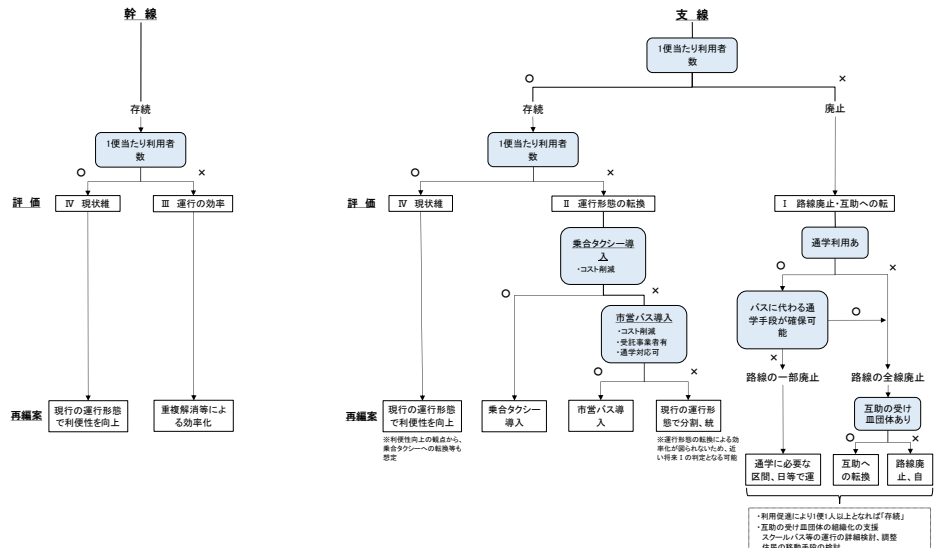 幹 線
存続
1便当たり利用者
数
○
×
評 価
Ⅳ 現状維
Ⅲ 運行の効率
再編案
現行の運行形態
で利便性を向上
重複解消等によ
る効率化
支 線
1便当たり利用者
数
○
×
存続
廃止
1便当たり利用者
数
○
×
評 価
Ⅳ 現状維
Ⅱ 運行形態の転換
Ⅰ 路線廃止・互助への転
乗合タクシー導
入
・コスト削減
○
×
市営バス導入
・コスト削減
・受託事業者有
・通学対応可
○
×
通学利用あ
○
×
バスに代わる通
学手段が確保可
能
○
×
路線の一部廃止
路線の全線廃止
互助の受け
皿団体あり
○
×
再編案
現行の運行形態
で利便性を向上
※利便性向上の観点から、
乗合タクシーへの転換等も
想定
乗合タクシー
導入
市営バス導
入
現行の運行形
態で分割、統
※運行形態の転換による効
率化が図られないため、近
い将来Ⅰの判定となる可能
通学に必要な
区間、日等で運
互助へ
の転換
路線廃
止、自
・利用促進により1便1人以上となれば「存続」
・互助の受け皿団体の組織化の支援
スクールバス等の運行の詳細検討、調整
住民の移動手段の検討